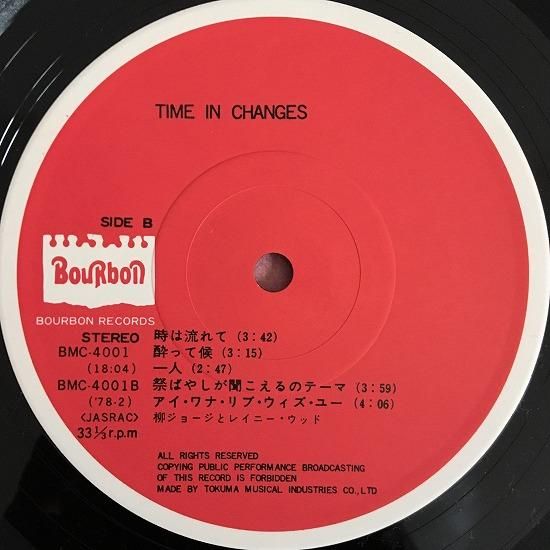 TIME IN CHANGES
SIDE B
BouRbon
BOURBON RECORDS
STEREO 時は流れて (3:42)
BMC-4001 酔って候 (3:15)
(18:04) 一人 (2:47)
BMC-4001B 祭ばやしが聞こえるのテーマ (3:59)
('78-2) アイ・ワナ・リブ・ウィズ・ユー (4:06)
〈JASRAC〉 柳ジョージとレイニー・ウッド
33⅓r.p.m
ALL RIGHTS RESERVED
COPYING PUBLIC PERFORMANCE BROADCASTING
OF THIS RECORD IS FORBIDDEN
MADE BY TOKUMA MUSICAL INDUSTRIES CO.,LTD